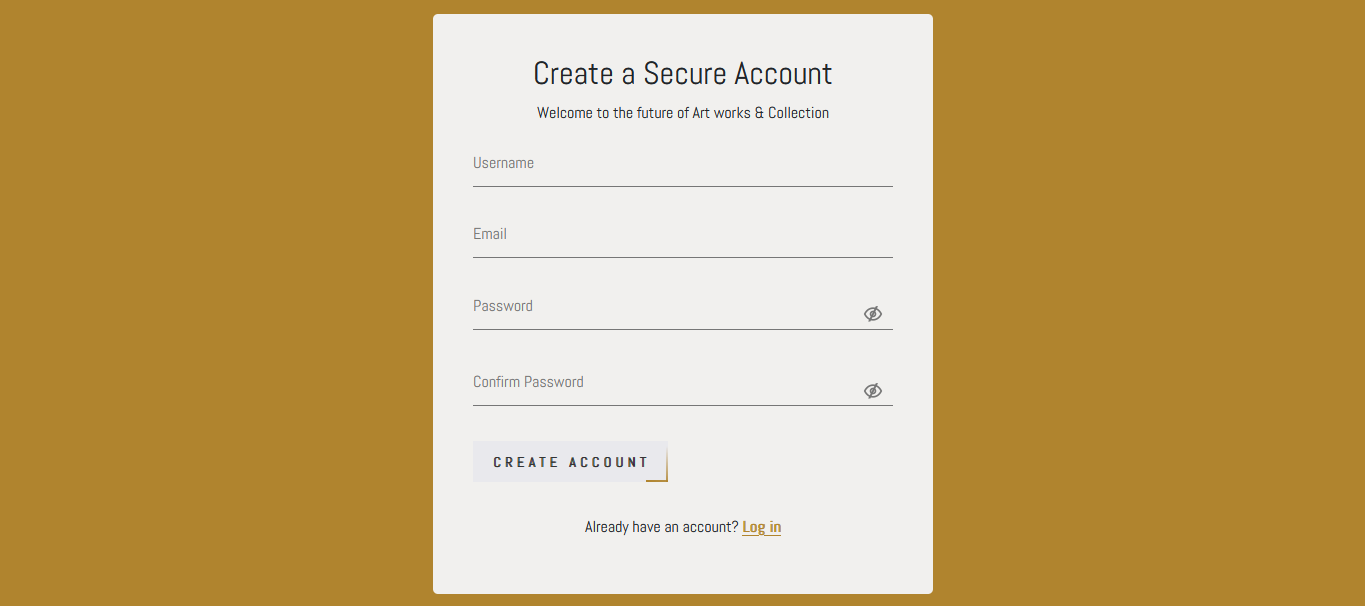 Create a Secure Account
Welcome to the future of Art works & Collection
Username
Email
Password
Confirm Password
CREATE ACCOUNT
Already have an account? Log in